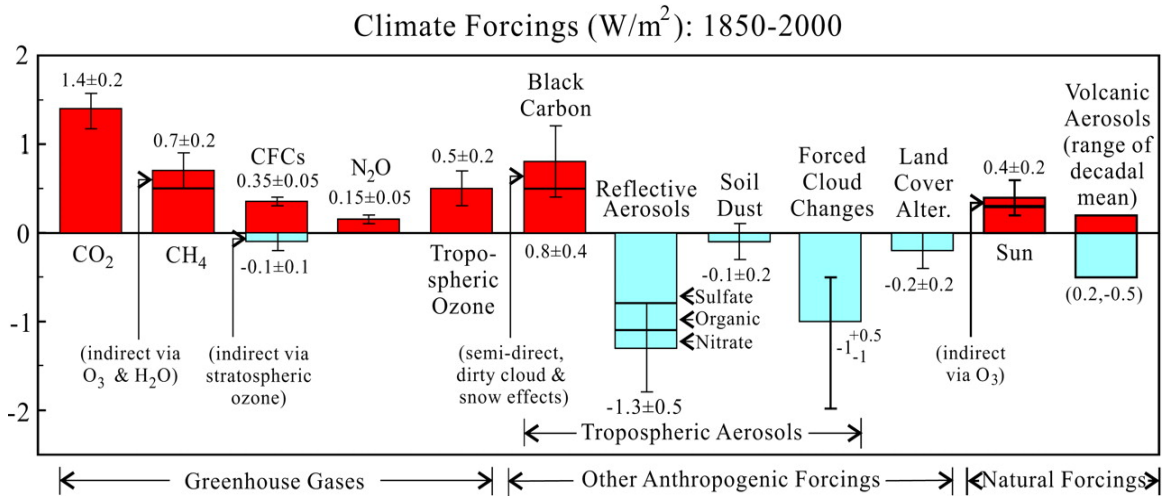 Climate Forcings (W/m²): 1850-2000
2
1
0
-1
-2
1.4±0.2
CO₂
0.7±0.2
CH₄
(indirect via
O₃ & H₂O)
CFCs
0.35±0.05
-0.1±0.1
(indirect via
stratospheric
ozone)
N₂O
0.15±0.05
0.5±0.2
Tropo-
spheric
Ozone
Black
Carbon
0.8±0.4
(semi-direct,
dirty cloud &
snow effects)
Reflective
Aerosols
Sulfate
Organic
Nitrate
-1.3±0.5
Soil
Dust
-0.1±0.2
Forced
Cloud
Changes
-1 +0.5
-1
Land
Cover
Alter.
-0.2±0.2
0.4±0.2
Sun
(indirect
via O₃)
Volcanic
Aerosols
(range of
decadal
mean)
(0.2,-0.5)
Tropospheric Aerosols
Greenhouse Gases
Other Anthropogenic Forcings
Natural Forcings